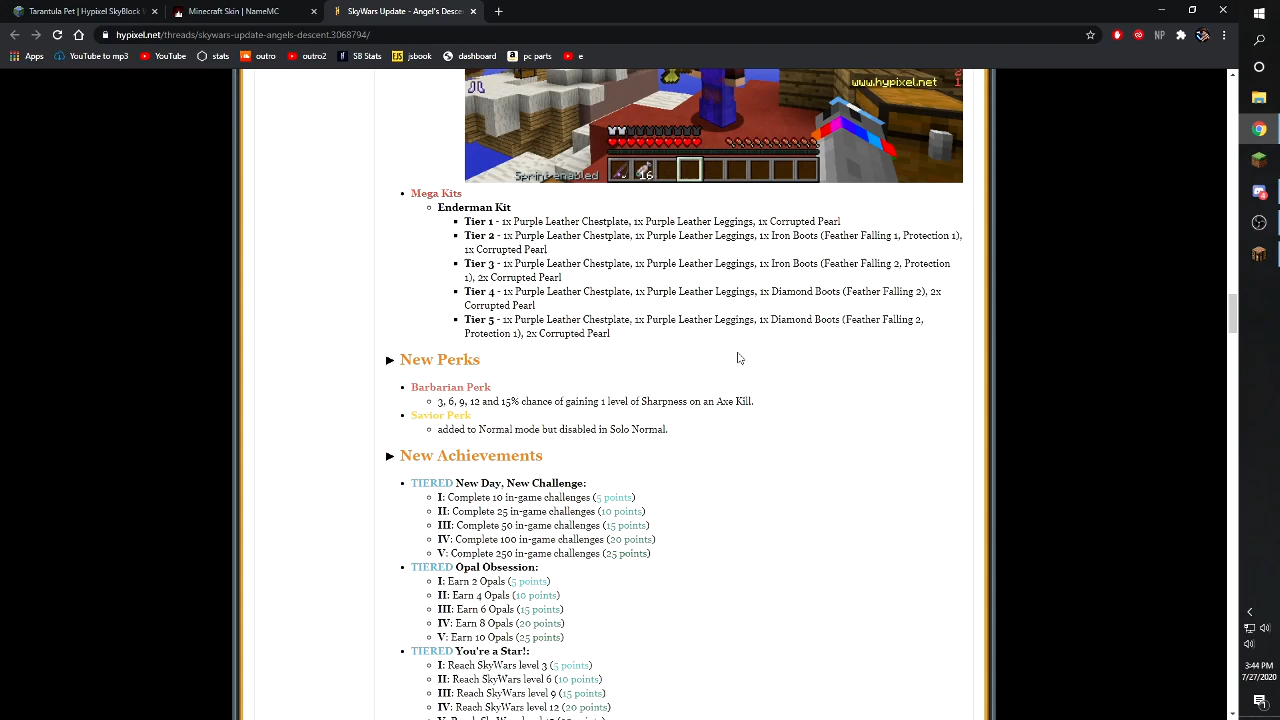 Tarantula Pet | Hypixel SkyBlock
Minecraft Skin | NameMC
SkyWars Update - Angel's Desce
hypixel.net/threads/skywars-update-angels-descent.3068794/
NP
Apps
YouTube to mp3
YouTube
stats
outro
outro2
SB Stats
EJS
jsbook
dashboard
pc parts
e
www.hypixel.net
Sprint enabled
16
Mega Kits
Enderman Kit
Tier 1 - 1x Purple Leather Chestplate, 1x Purple Leather Leggings, 1x Corrupted Pearl
Tier 2 - 1x Purple Leather Chestplate, 1x Purple Leather Leggings, 1x Iron Boots (Feather Falling 1, Protection 1),
1x Corrupted Pearl
Tier 3 - 1x Purple Leather Chestplate, 1x Purple Leather Leggings, 1x Iron Boots (Feather Falling 2, Protection
1), 2x Corrupted Pearl
Tier 4 - 1x Purple Leather Chestplate, 1x Purple Leather Leggings, 1x Diamond Boots (Feather Falling 2), 2x
Corrupted Pearl
Tier 5 - 1x Purple Leather Chestplate, 1x Purple Leather Leggings, 1x Diamond Boots (Feather Falling 2,
Protection 1), 2x Corrupted Pearl
► New Perks
Barbarian Perk
3, 6, 9, 12 and 15% chance of gaining 1 level of Sharpness on an Axe Kill.
Savior Perk
added to Normal mode but disabled in Solo Normal.
► New Achievements
TIERED New Day, New Challenge:
I: Complete 10 in-game challenges (5 points)
II: Complete 25 in-game challenges (10 points)
III: Complete 50 in-game challenges (15 points)
IV: Complete 100 in-game challenges (20 points)
V: Complete 250 in-game challenges (25 points)
TIERED Opal Obsession:
I: Earn 2 Opals (5 points)
II: Earn 4 Opals (10 points)
III: Earn 6 Opals (15 points)
IV: Earn 8 Opals (20 points)
V: Earn 10 Opals (25 points)
TIERED You're a Star!:
I: Reach SkyWars level 3 (5 points)
II: Reach SkyWars level 6 (10 points)
III: Reach SkyWars level 9 (15 points)
IV: Reach SkyWars level 12 (20 points)
3:44 PM
7/27/2020